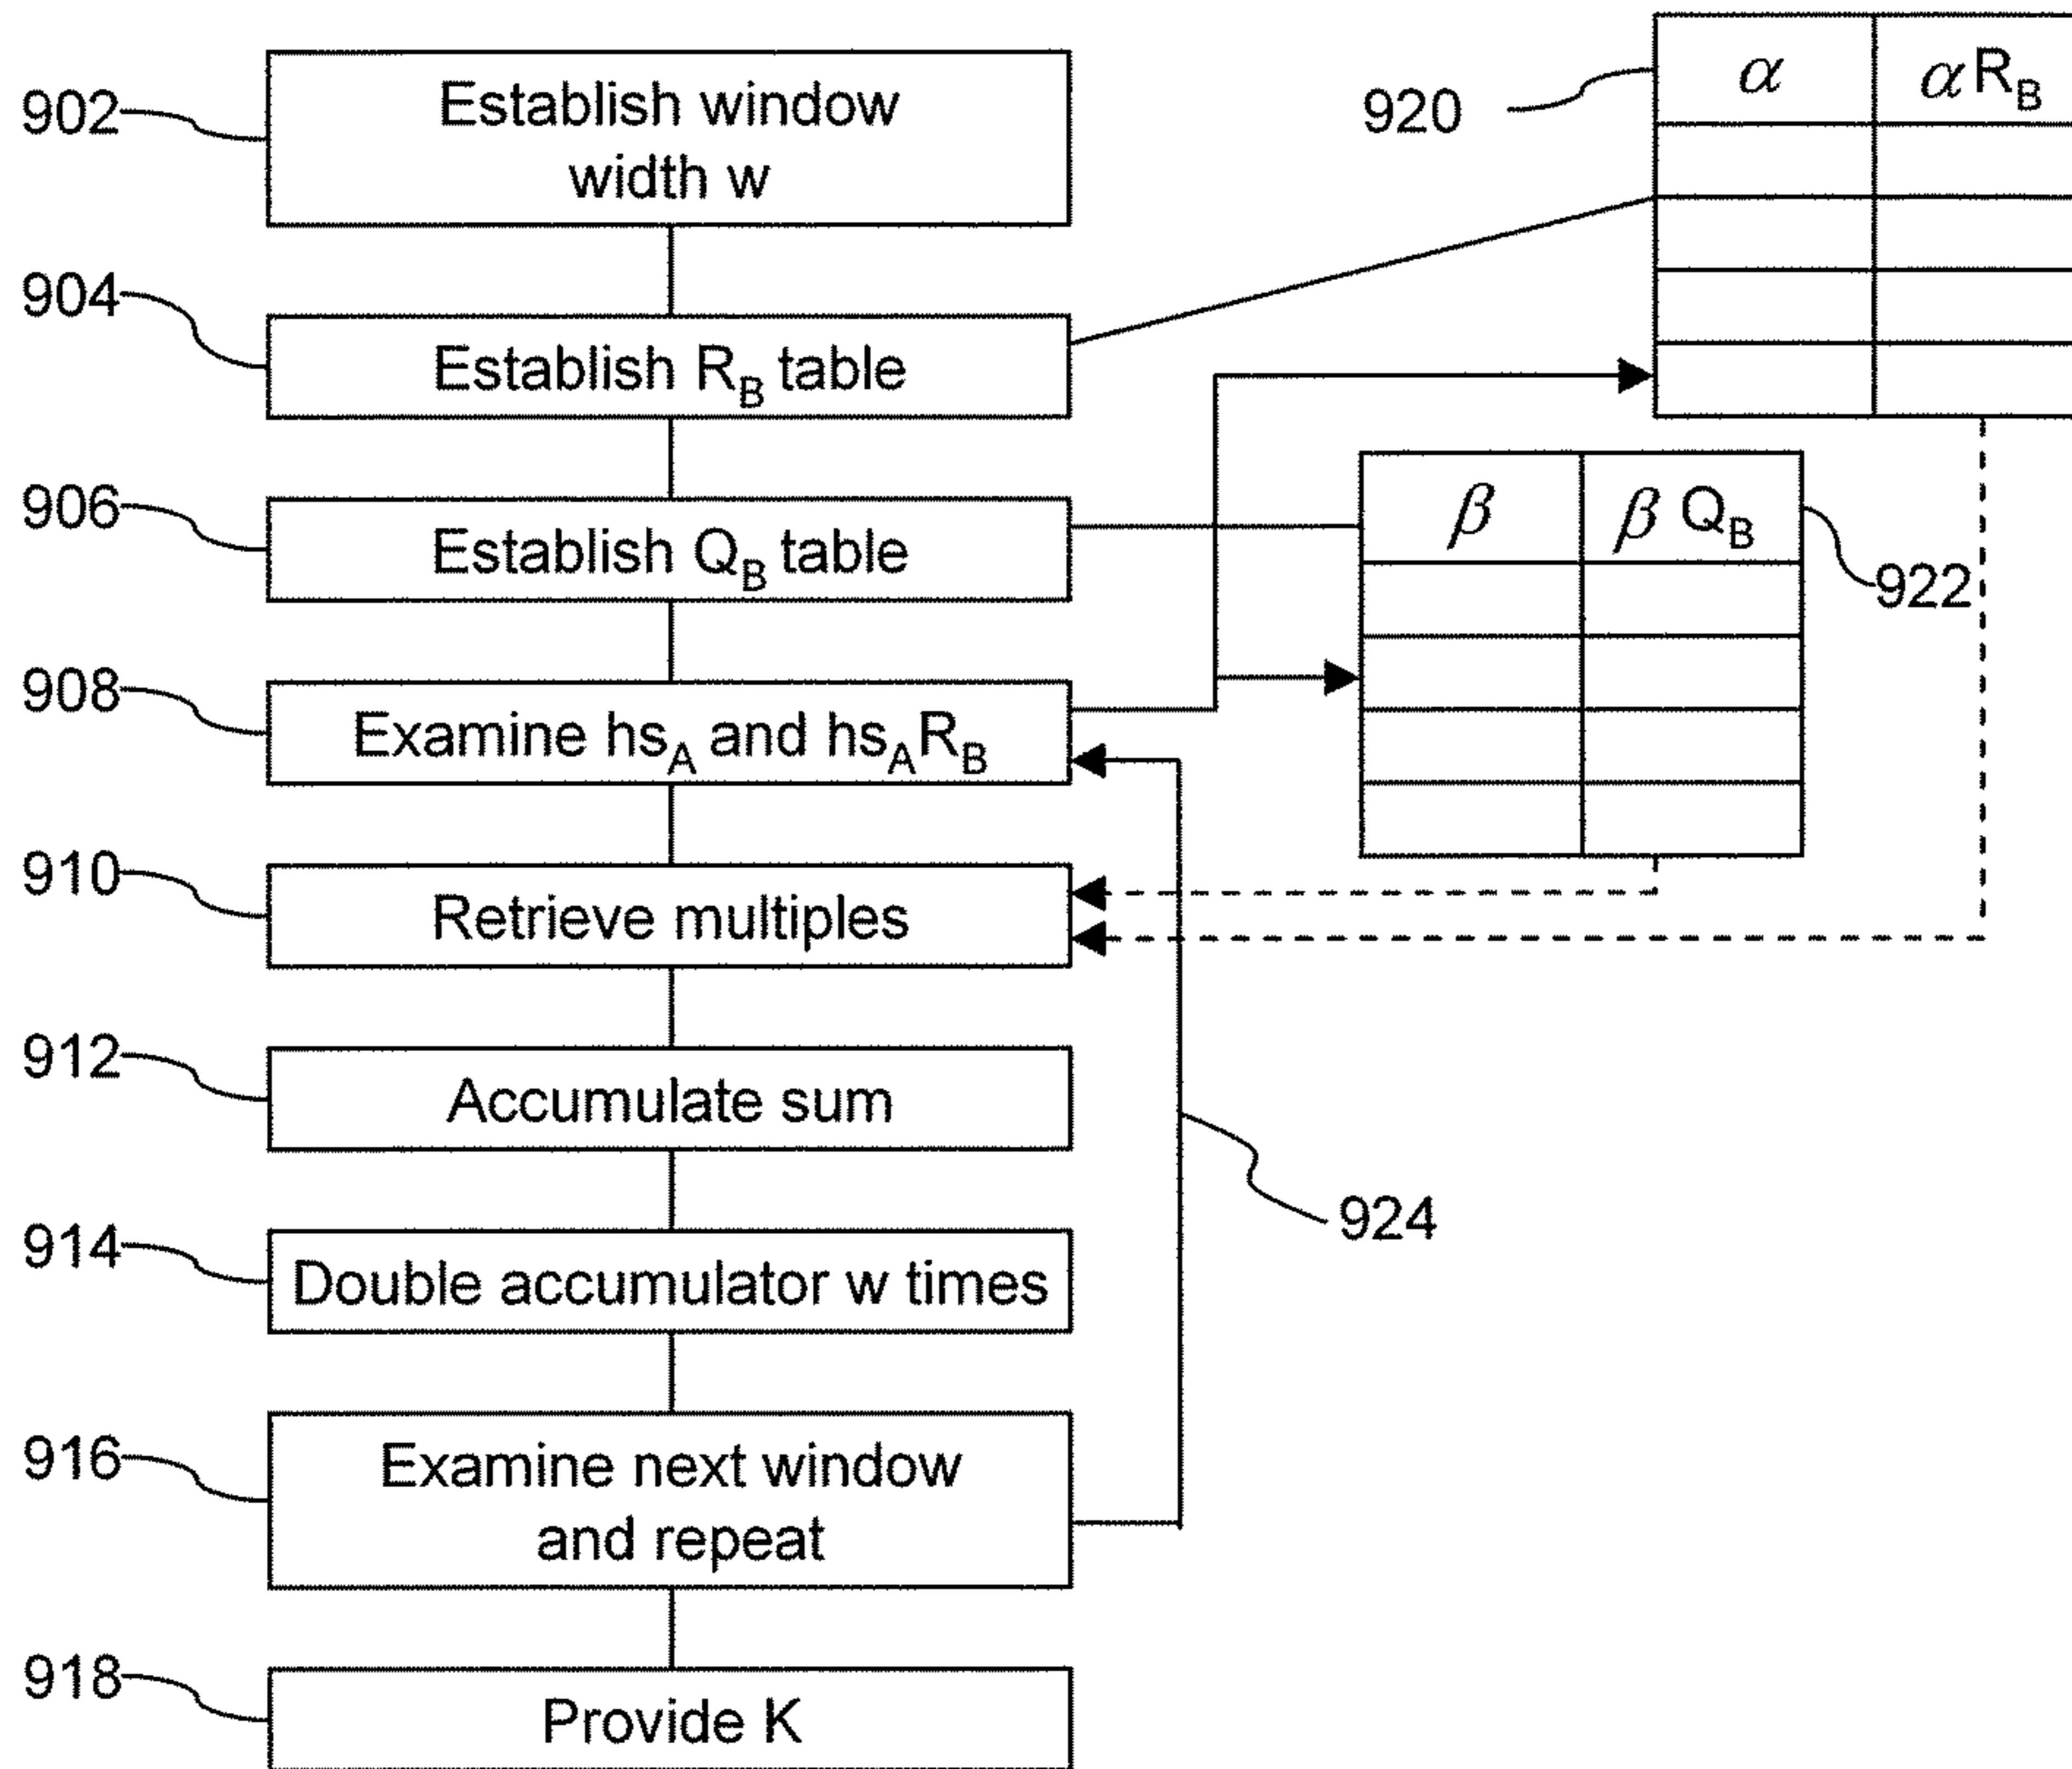 902
Establish window
width w
920
α
αR_B
904
Establish R_B table
906
Establish Q_B table
β
β Q_B
922
908
Examine hs_A and hs_AR_B
910
Retrieve multiples
912
Accumulate sum
914
Double accumulator w times
924
916
Examine next window
and repeat
918
Provide K